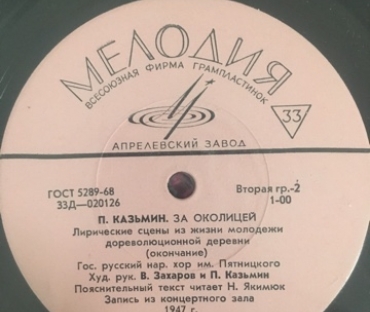 МЕЛОДИЯ
ВСЕСОЮЗНАЯ ФИРМА ГРАМПЛАСТИНОК
33
АПРЕЛЕВСКИЙ ЗАВОД
ГОСТ 5289-68
33Д—020126
Вторая гр.-2
1-00
П. КАЗЬМИН. ЗА ОКОЛИЦЕЙ
Лирические сцены из жизни молодежи
дореволюционной деревни
(окончание)
Гос. русский нар. хор им. Пятницкого
Худ. рук. В. Захаров и П. Казьмин
Пояснительный текст читает Н. Якимюк
Запись из концертного зала
1947 г.